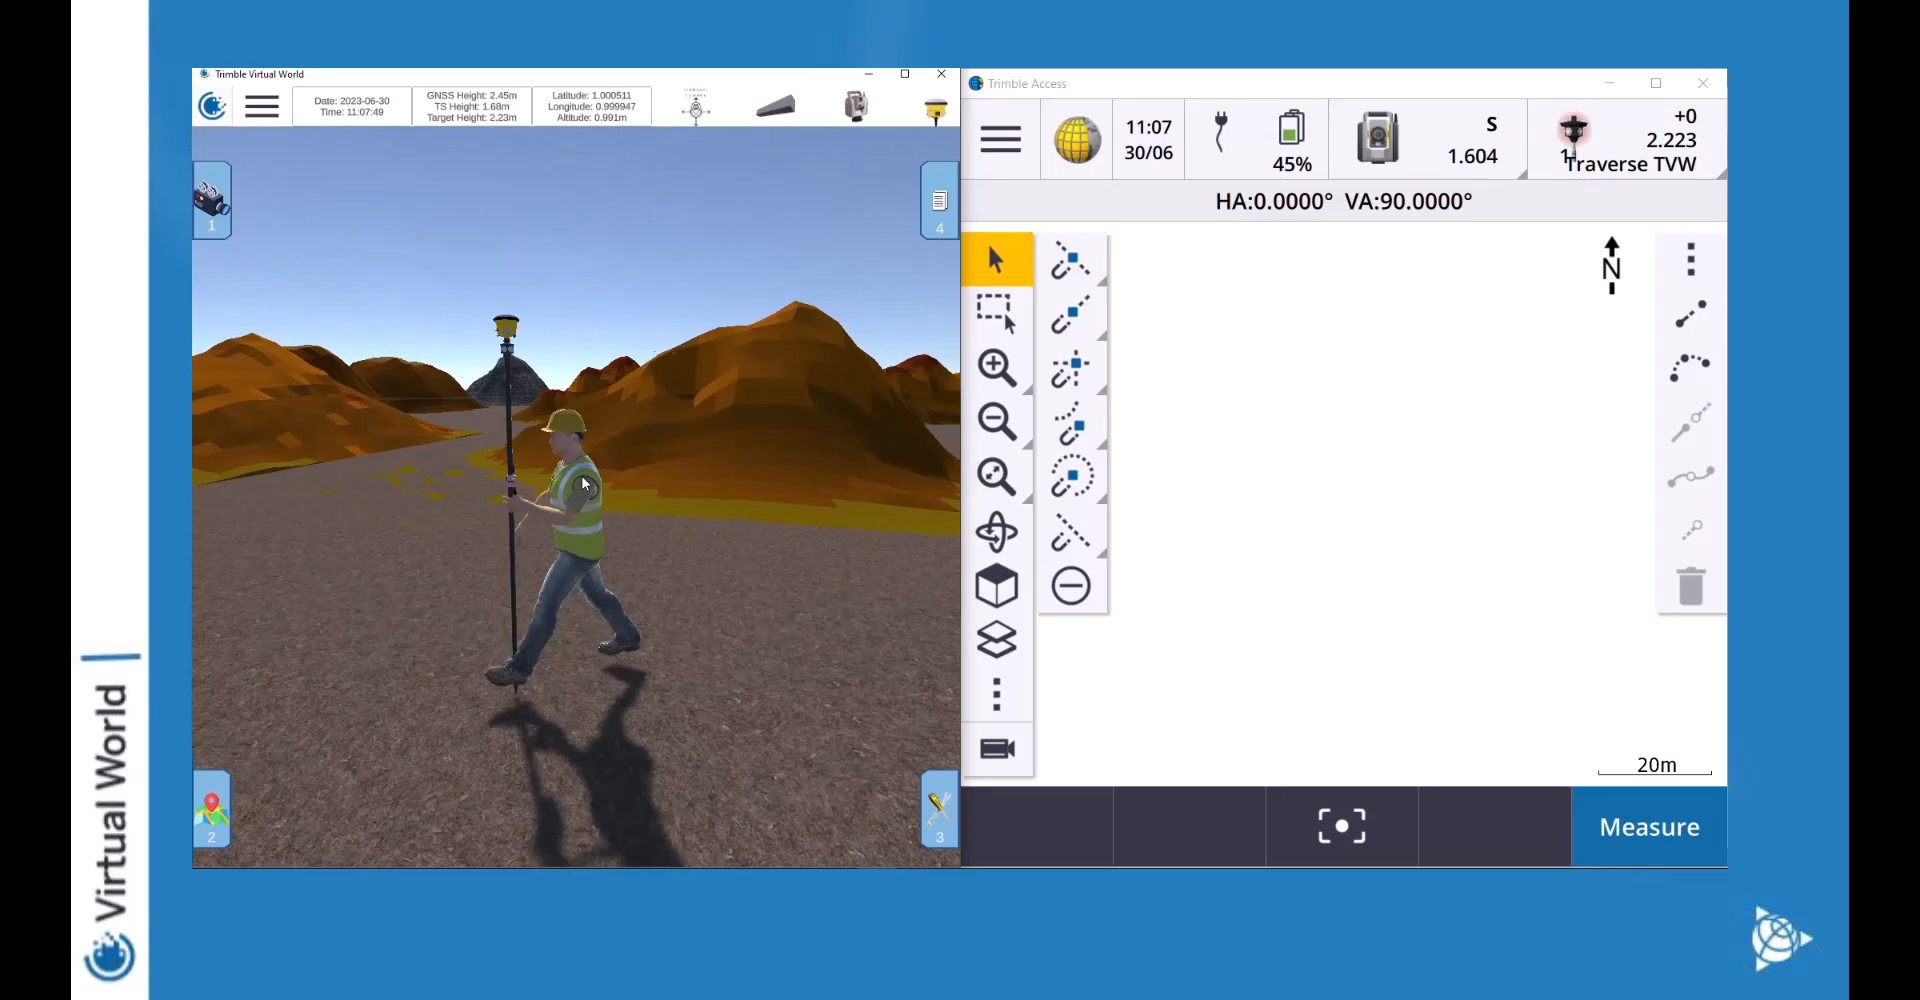 Trimble Virtual World
Date: 2023-06-30
Time: 11:07:49
GNSS Height: 2.45m
TS Height: 1.68m
Target Height: 2.23m
Latitude: 1.000511
Longitude: 0.999947
Altitude: 0.991m
1
4
2
3
Trimble Access
11:07
30/06
45%
S
1.604
+0
2.223
1
Traverse TVW
HA:0.0000° VA:90.0000°
N
20m
Measure
Virtual World